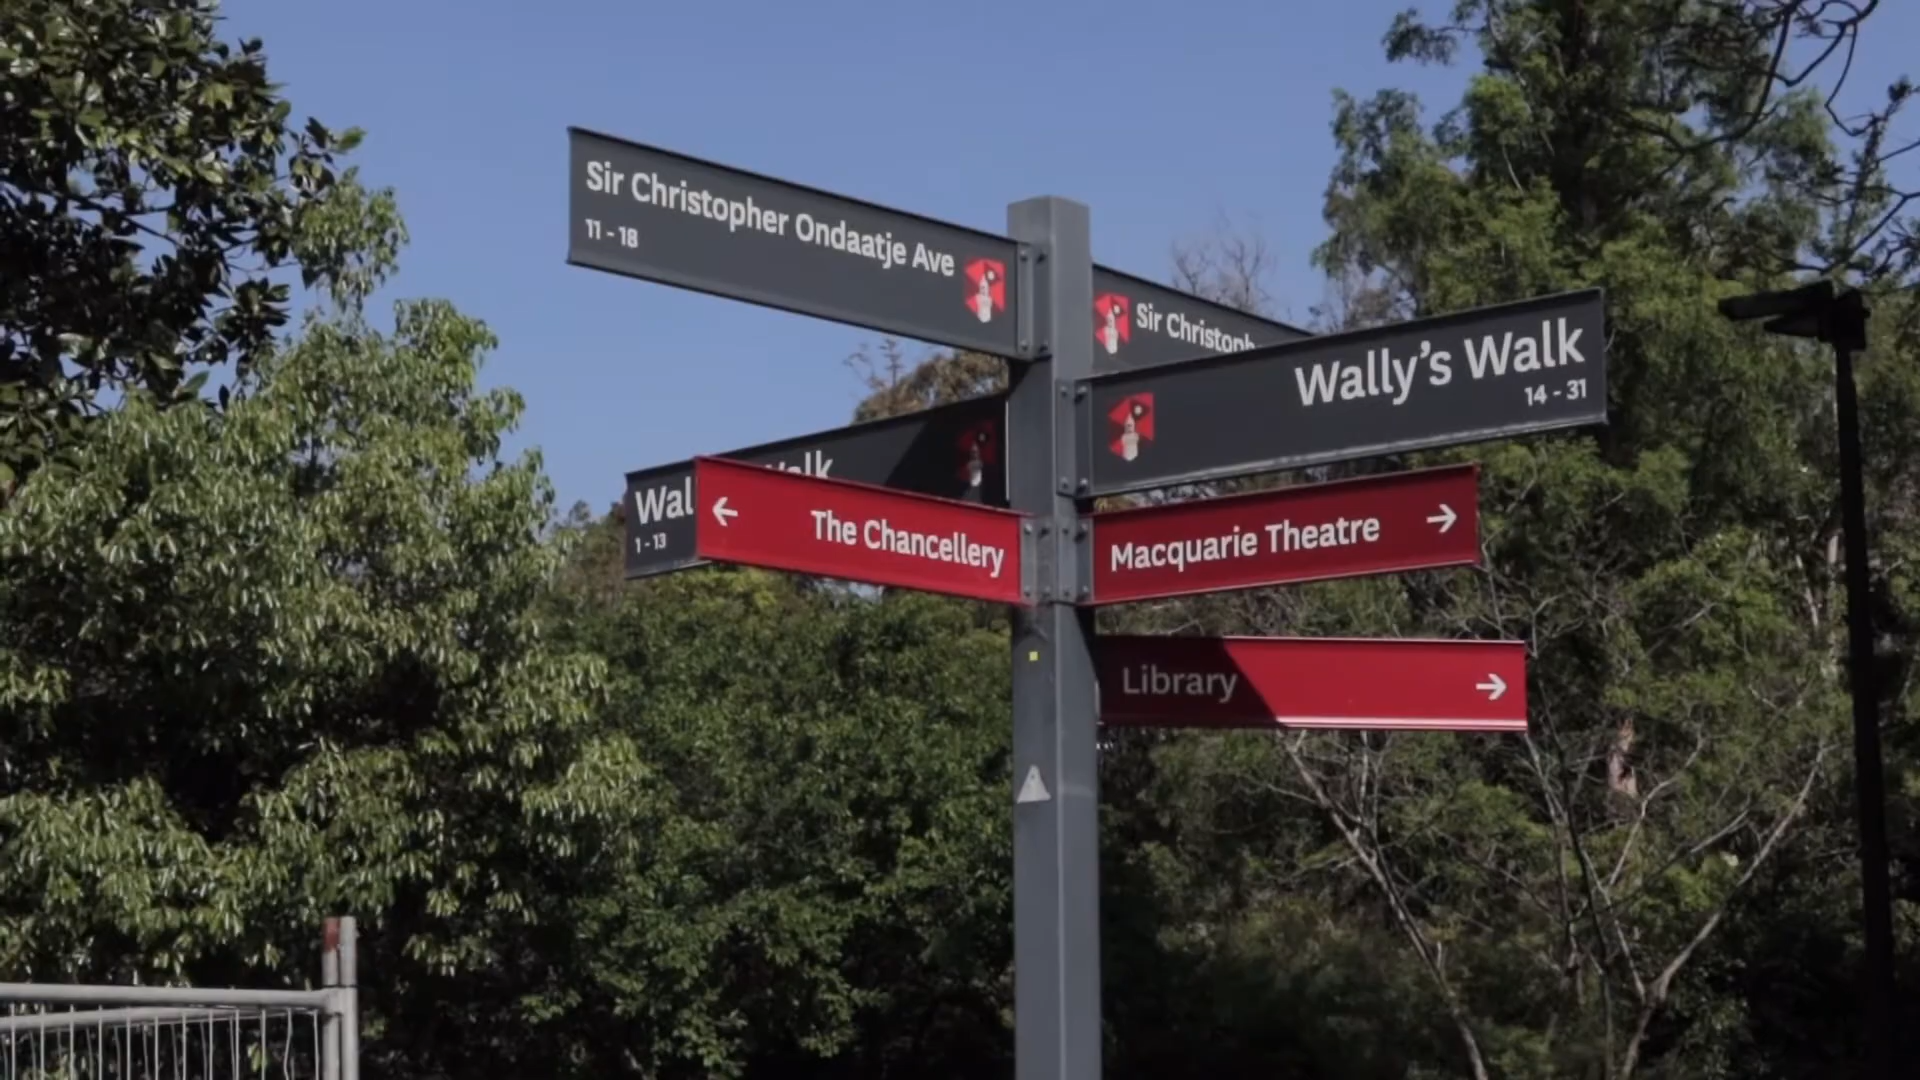 Sir Christopher Ondaatje Ave
11 - 18
Sir Christoph
Wally's Walk
14 - 31
Wal alk
1 - 13
The Chancellery
Macquarie Theatre
Library